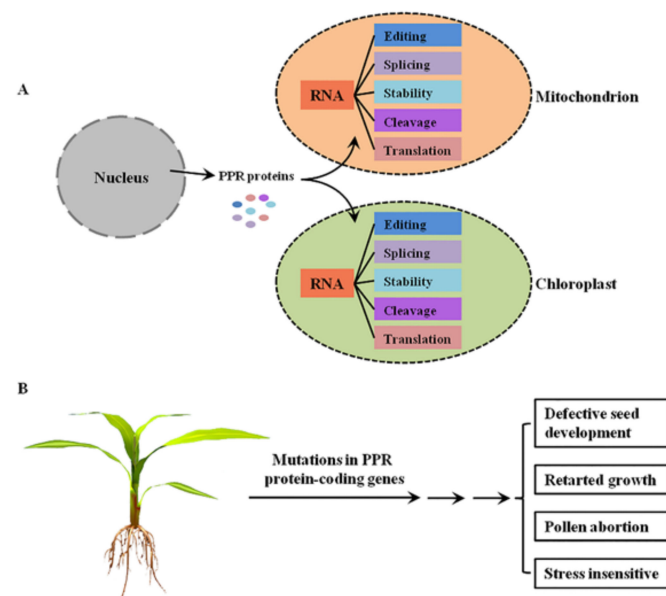 A
Nucleus
PPR proteins
RNA
Editing
Splicing
Stability
Cleavage
Translation
Mitochondrion
RNA
Editing
Splicing
Stability
Cleavage
Translation
Chloroplast
B
Mutations in PPR
protein-coding genes
Defective seed
development
Retarted growth
Pollen abortion
Stress insensitive